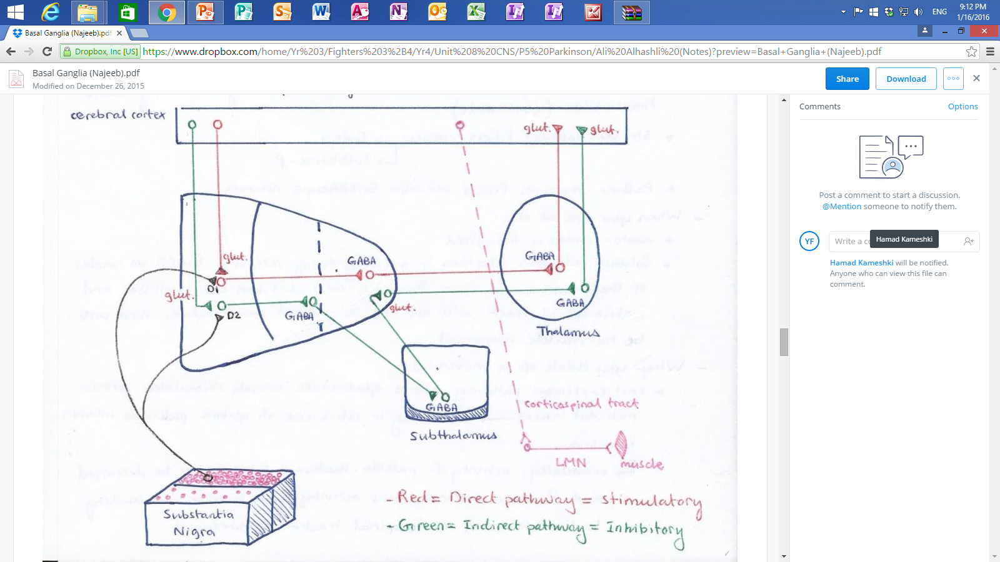 9:12 PM
ENG
1/16/2016
Basal Ganglia (Najeeb).pdf
Dropbox, Inc [US] https://www.dropbox.com/home/Yr%203/Fighters%203%2B4/Yr4/Unit%208%20CNS/P5%20Parkinson/Ali%20Alhashli%20(Notes)?preview=Basal+Ganglia+(Najeeb).pdf
Basal Ganglia (Najeeb).pdf
Modified on December 26, 2015
Share
Download
Comments
Options
Post a comment to start a discussion.
@Mention someone to notify them.
YF
Write a co
Hamad Kameshki
Hamad Kameshki will be notified.
Anyone who can view this file can
comment.
cerebral cortex
glut.
glut.
glut.
GABA
GABA
D1
glut.
D2
GABA
glut.
GABA
Thalamus
GABA
Subthalamus
corticospinal tract
LMN
muscle
Substantia
Nigra
- Red = Direct pathway = Stimulatory
- Green = Indirect pathway = Inhibitory